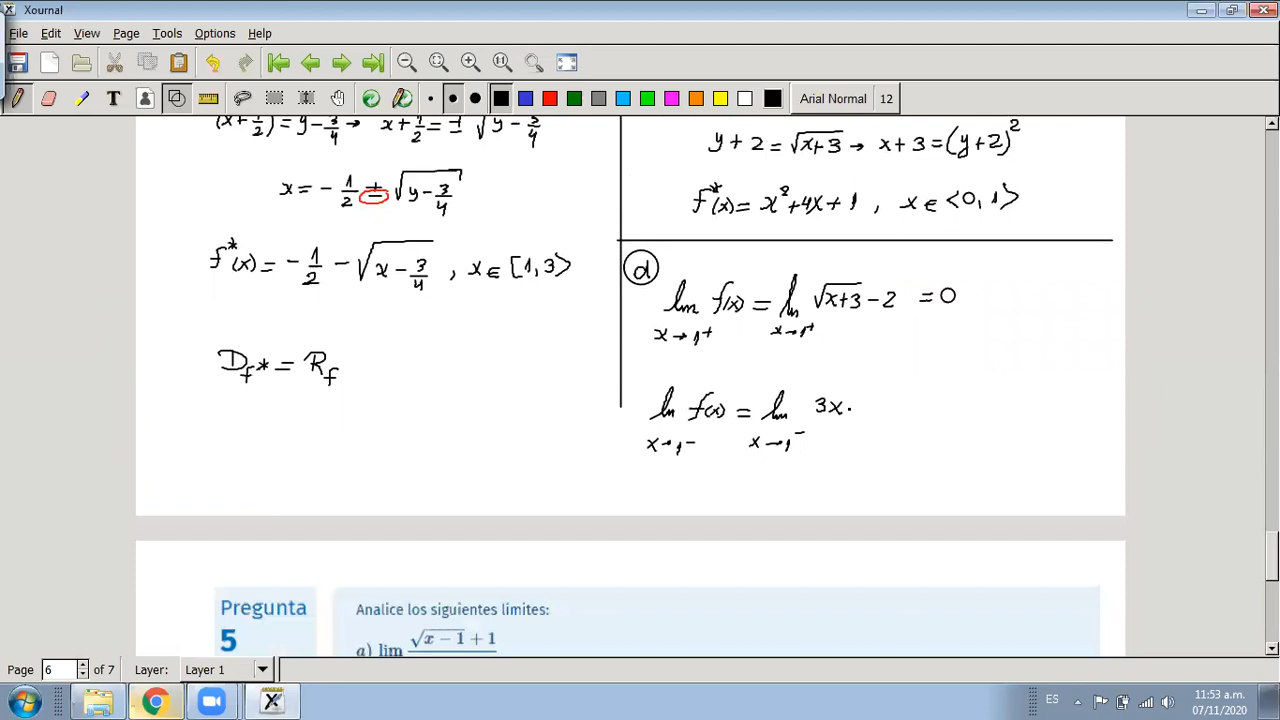 Xournal
File Edit View Page Tools Options Help
Arial Normal 12
(x+1/2)=y-3/4 → x+1/2=±√y-3/4
x=-1/2±√y-3/4
f*(x)=-1/2-√x-3/4, x∈[1,3⟩
D_f*=R_f
y+2=√x+3→ x+3=(y+2)²
f*(x)=x²+4x+1, x∈<0,1>
d
lim f(x)=lim √x+3-2 =0
x→1⁺ x→1⁺
lim f(x)=lim 3x.
x→1⁻ x→1⁻
Pregunta
5
Analice los siguientes limites:
a) lim √x-1+1
Page 6 of 7 Layer: Layer 1
ES 11:53 a.m.
07/11/2020